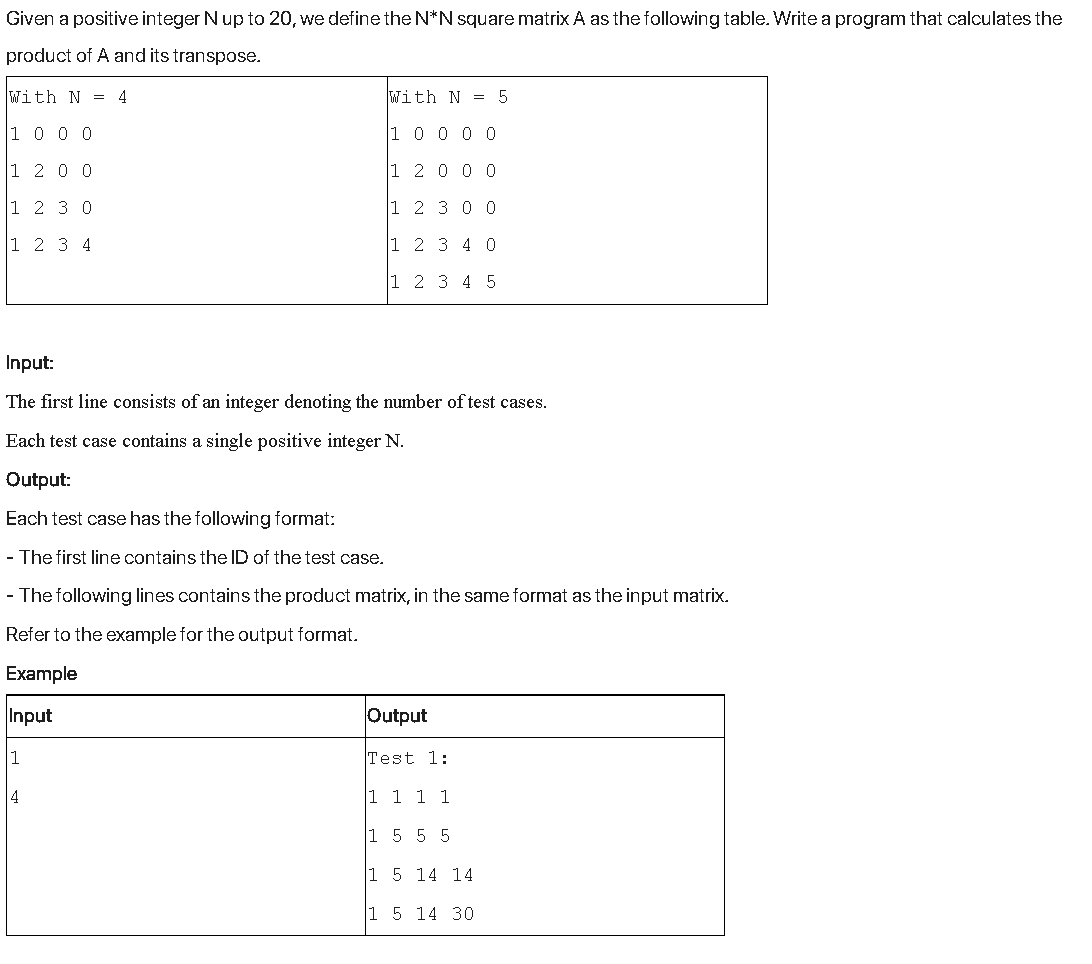 Given a positive integer N up to 20, we define the N*N square matrix A as the following table. Write a program that calculates the
product of A and its transpose.
With N = 4
1 0 0 0
1 2 0 0
1 2 3 0
1 2 3 4
With N = 5
1 0 0 0 0
1 2 0 0 0
1 2 3 0 0
1 2 3 4 0
1 2 3 4 5
Input:
The first line consists of an integer denoting the number of test cases.
Each test case contains a single positive integer N.
Output:
Each test case has the following format:
- The first line contains the ID of the test case.
- The following lines contains the product matrix, in the same format as the input matrix.
Refer to the example for the output format.
Example
Input
Output
1
4
Test 1:
1 1 1 1
1 5 5 5
1 5 14 14
1 5 14 30